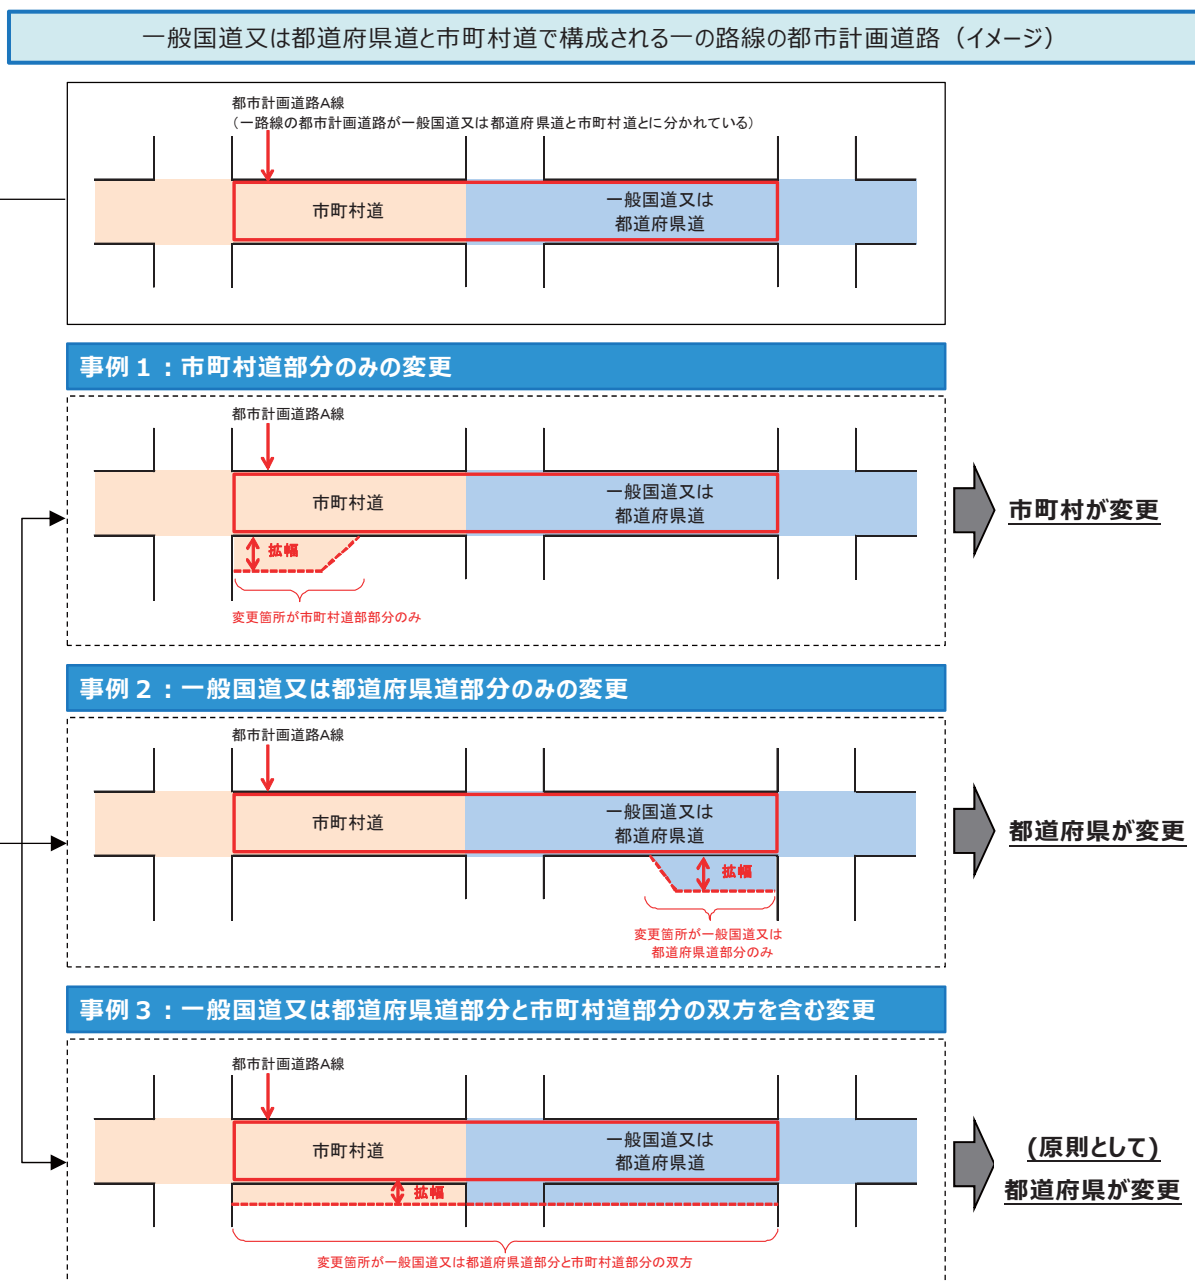 一般国道又は都道府県道と市町村道で構成される一の路線の都市計画道路（イメージ）
都市計画道路A線
（一路線の都市計画道路が一般国道又は都道府県道と市町村道とに分かれている）
市町村道
一般国道又は
都道府県道
事例1：市町村道部分のみの変更
都市計画道路A線
市町村道
一般国道又は
都道府県道
拡幅
変更箇所が市町村道部部分のみ
市町村が変更
事例2：一般国道又は都道府県道部分のみの変更
都市計画道路A線
市町村道
一般国道又は
都道府県道
拡幅
変更箇所が一般国道又は
都道府県道部分のみ
都道府県が変更
事例3：一般国道又は都道府県道部分と市町村道部分の双方を含む変更
都市計画道路A線
市町村道
一般国道又は
都道府県道
拡幅
変更箇所が一般国道又は都道府県道部分と市町村道部分の双方
(原則として)
都道府県が変更